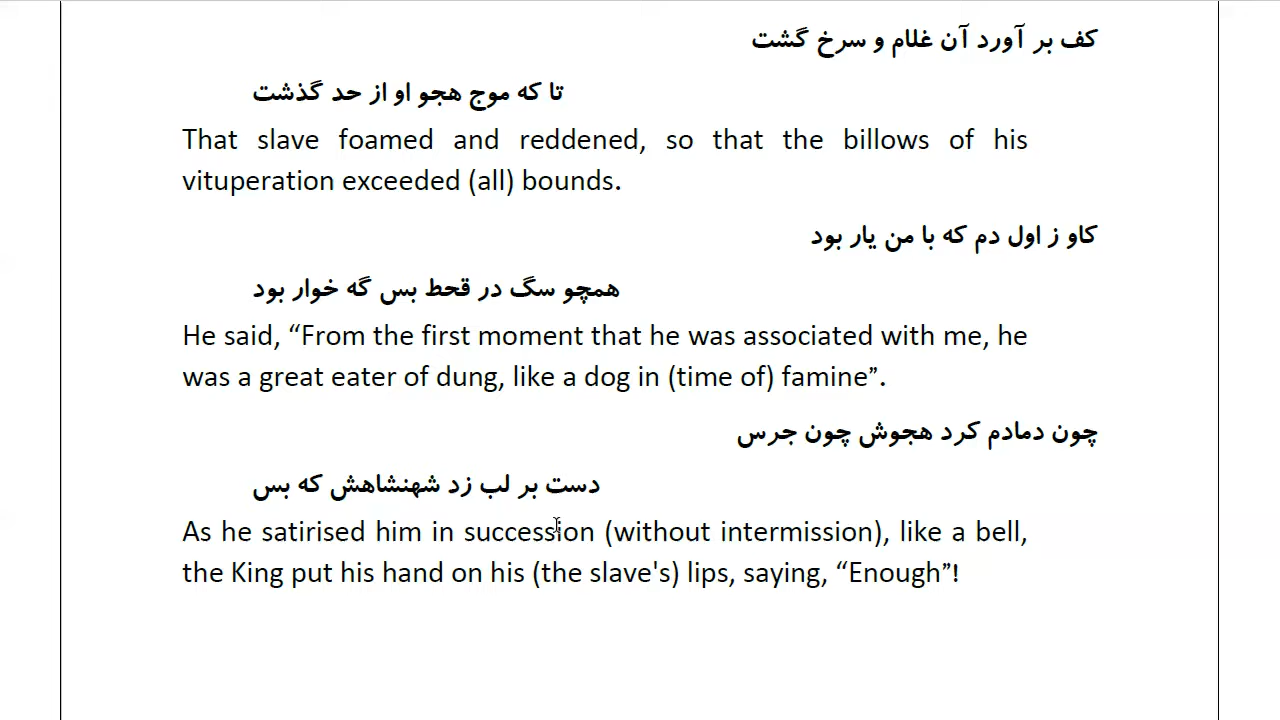 کف بر آورد آن غلام و سرخ گشت
تا که موج هجو او از حد گذشت
That slave foamed and reddened, so that the billows of his
vituperation exceeded (all) bounds.
کاو ز اول دم که با من یار بود
همچو سگ در قحط بس گه خوار بود
He said, “From the first moment that he was associated with me, he
was a great eater of dung, like a dog in (time of) famine”.
چون دمادم کرد هجوش چون جرس
دست بر لب زد شهنشاهش که بس
As he satirised him in succession (without intermission), like a bell,
the King put his hand on his (the slave's) lips, saying, “Enough”!